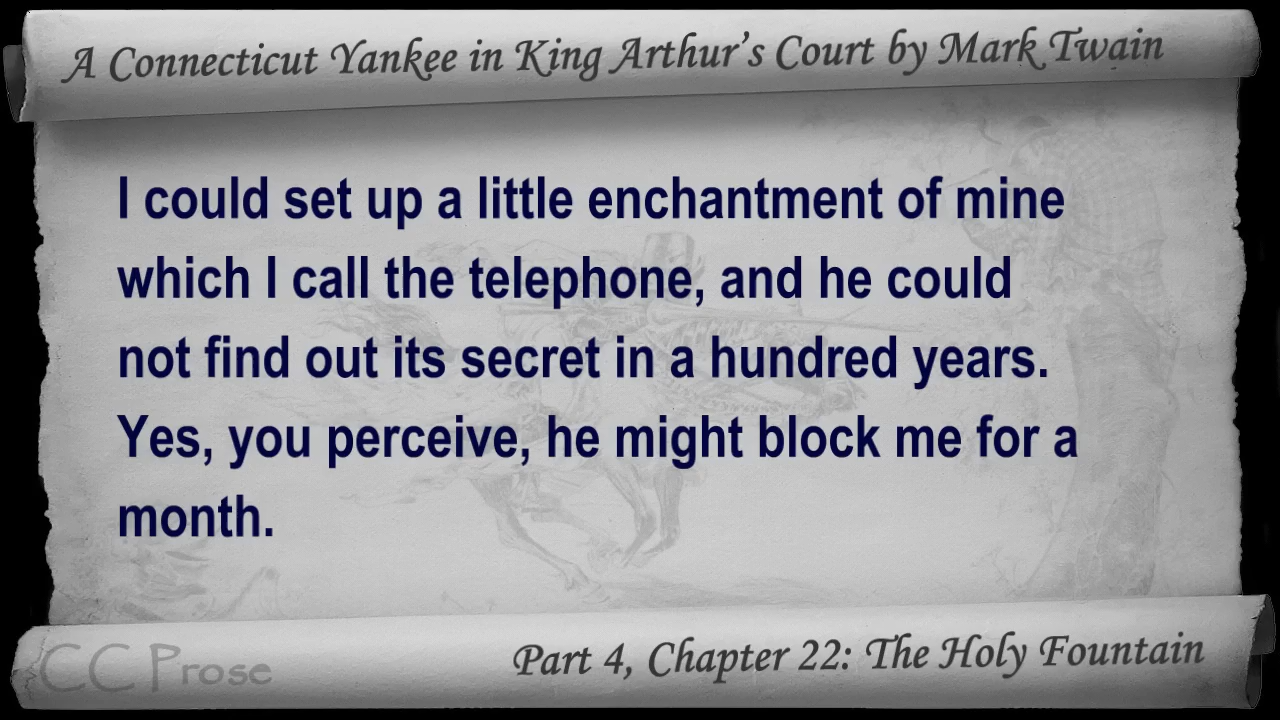 A Connecticut Yankee in King Arthur's Court by Mark Twain
I could set up a little enchantment of mine
which I call the telephone, and he could
not find out its secret in a hundred years.
Yes, you perceive, he might block me for a
month.
CC Prose
Part 4, Chapter 22: The Holy Fountain